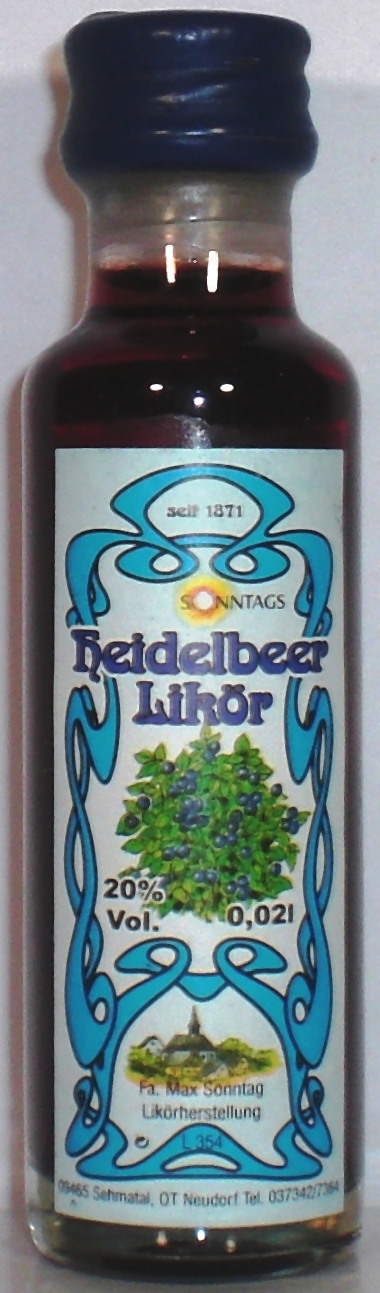 seit 1871
SONNTAGS
Heidelbeer
Likör
20%
Vol.
0,02l
Fa. Max Sonntag
Likörherstellung
L 354
09465 Sehmatal, OT Neudorf Tel. 037342/7364